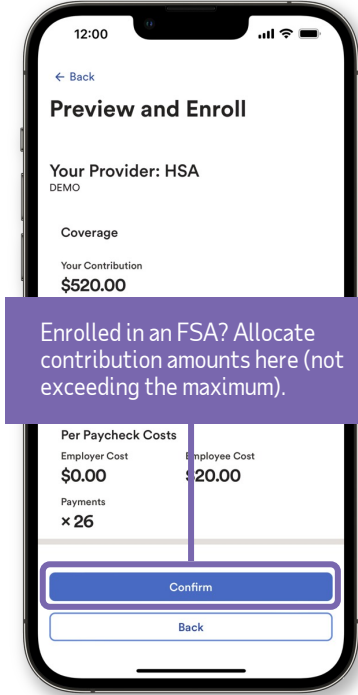 12:00
← Back
Preview and Enroll
Your Provider: HSA
DEMO
Coverage
Your Contribution
$520.00
Enrolled in an FSA? Allocate
contribution amounts here (not
exceeding the maximum).
Per Paycheck Costs
Employer Cost Employee Cost
$0.00 $20.00
Payments
× 26
Confirm
Back